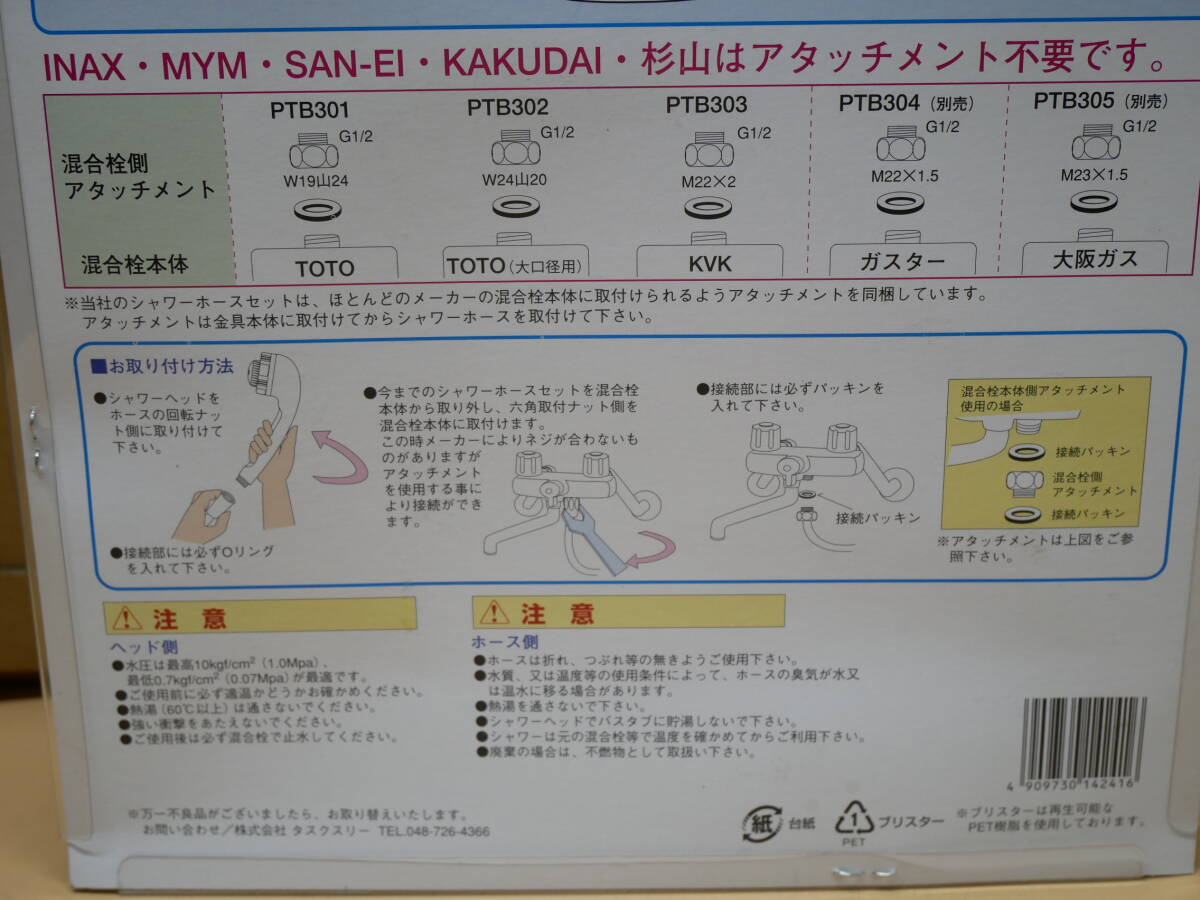 INAX・MYM・SAN-EI・KAKUDAI・杉山はアタッチメント不要です。
PTB301
PTB302
PTB303
PTB304（別売）
PTB305（別売）
混合栓側
アタッチメント
G1/2
G1/2
G1/2
G1/2
G1/2
W19山24
W24山20
M22×2
M22×1.5
M23×1.5
混合栓本体
TOTO
TOTO（大口径用）
KVK
ガスター
大阪ガス
※当社のシャワーホースセットは、ほとんどのメーカーの混合栓本体に取付けられるようアタッチメントを同梱しています。
アタッチメントは金具本体に取付けてからシャワーホースを取付けて下さい。
■お取り付け方法
●シャワーヘッドを
ホースの回転ナッ
ト側に取り付けて
下さい。
●接続部には必ずOリング
を入れて下さい。
●今までのシャワーホースセットを混合栓
本体から取り外し、六角取付ナット側を
混合栓本体に取付けます。
この時メーカーによりネジが合わないも
のがありますが
アタッチメント
を使用する事に
より接続ができ
ます。
●接続部には必ずパッキンを
入れて下さい。
接続パッキン
混合栓本体側アタッチメント
使用の場合
接続パッキン
混合栓側
アタッチメント
接続パッキン
※アタッチメントは上図をご参
照下さい。
注意
ヘッド側
●水圧は最高10kgf/cm²（1.0Mpa）、
最低0.7kgf/cm²（0.07Mpa）が最適です。
●ご使用前に必ず適温かどうかお確かめください。
●熱湯（60℃以上）は通さないでください。
●強い衝撃をあたえないでください。
●ご使用後は必ず混合栓で止水してください。
注意
ホース側
●ホースは折れ、つぶれ等の無きようご使用下さい。
●水質、又は温度等の使用条件によって、ホースの臭気が水又
は温水に移る場合があります。
●熱湯を通さないで下さい。
●シャワーヘッドでバスタブに貯湯しないで下さい。
●シャワーは元の混合栓等で温度を確かめてからご利用下さい。
●廃棄の場合は、不燃物として取扱い下さい。
4 909730 142416
※万一不良品がございましたら、お取り替えいたします。
お問い合わせ／株式会社 タスクスリー TEL.048-726-4366
紙 台紙
1 ブリスター
PET
※ブリスターは再生可能な
PET樹脂を使用しております。